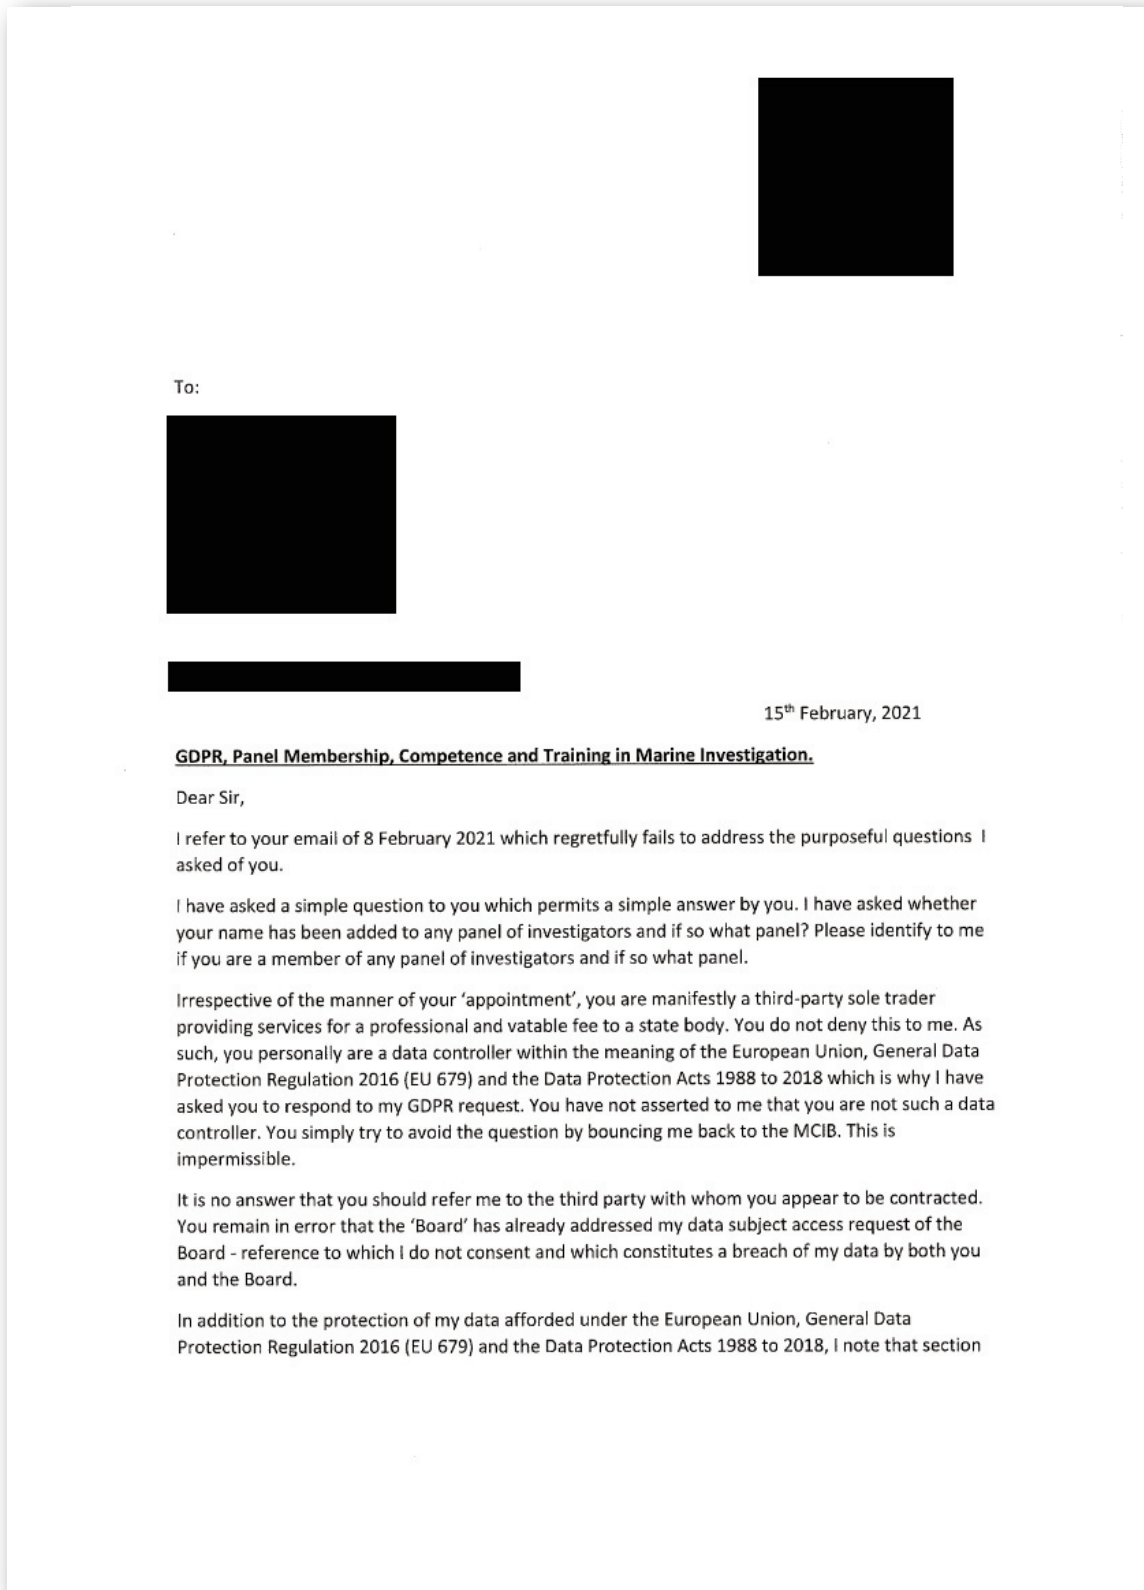 To:
15th February, 2021
GDPR, Panel Membership, Competence and Training in Marine Investigation.
Dear Sir,
I refer to your email of 8 February 2021 which regretfully fails to address the purposeful questions I
asked of you.
I have asked a simple question to you which permits a simple answer by you. I have asked whether
your name has been added to any panel of investigators and if so what panel? Please identify to me
if you are a member of any panel of investigators and if so what panel.
Irrespective of the manner of your ‘appointment’, you are manifestly a third-party sole trader
providing services for a professional and vatable fee to a state body. You do not deny this to me. As
such, you personally are a data controller within the meaning of the European Union, General Data
Protection Regulation 2016 (EU 679) and the Data Protection Acts 1988 to 2018 which is why I have
asked you to respond to my GDPR request. You have not asserted to me that you are not such a data
controller. You simply try to avoid the question by bouncing me back to the MCIB. This is
impermissible.
It is no answer that you should refer me to the third party with whom you appear to be contracted.
You remain in error that the ‘Board’ has already addressed my data subject access request of the
Board - reference to which I do not consent and which constitutes a breach of my data by both you
and the Board.
In addition to the protection of my data afforded under the European Union, General Data
Protection Regulation 2016 (EU 679) and the Data Protection Acts 1988 to 2018, I note that section